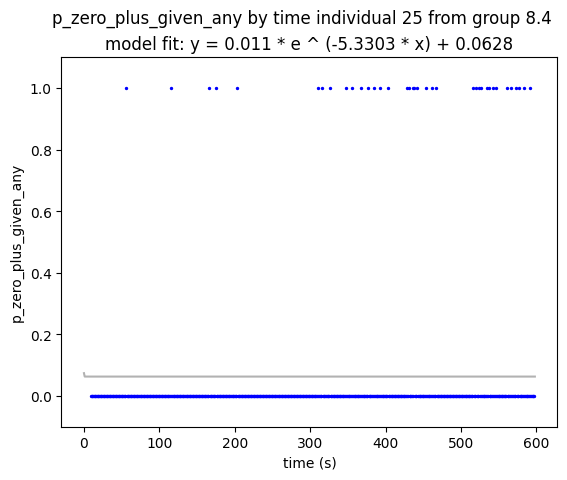 p_zero_plus_given_any by time individual 25 from group 8.4
model fit: y = 0.011 * e ^ (-5.3303 * x) + 0.0628
1.0
0.8
0.6
0.4
0.2
0.0
p_zero_plus_given_any
0 100 200 300 400 500 600
time (s)